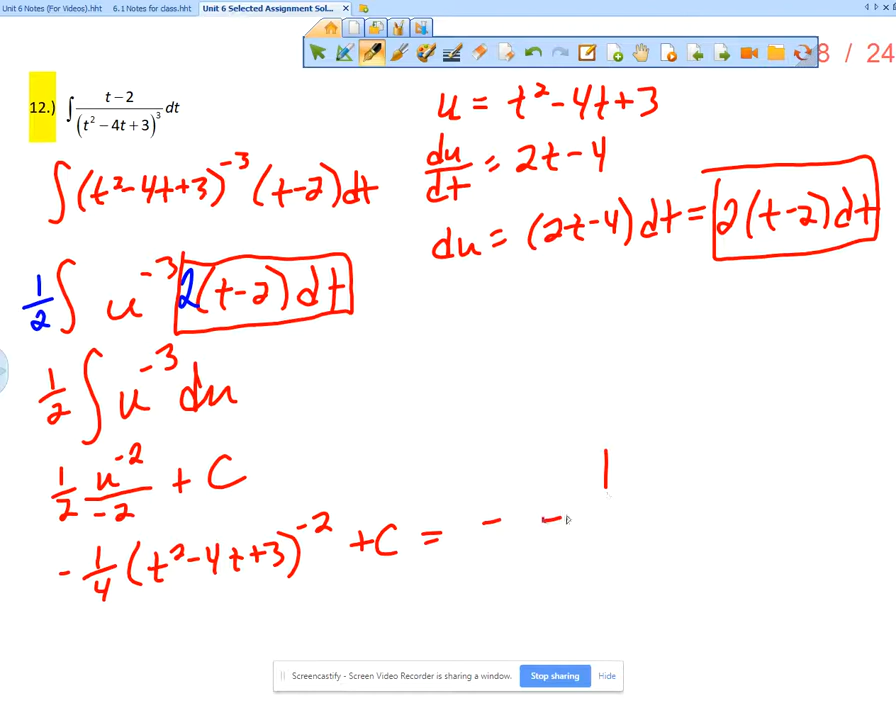 Unit 6 Notes (For Videos).hht 6.1 Notes for class.hht Unit 6 Selected Assignment Sol...
8 / 24
12.) ∫ (t − 2)/(t² − 4t + 3)³ dt
u = t² - 4t + 3
du/dt = 2t - 4
du = (2t - 4) dt = 2(t - 2) dt
∫ (t² - 4t + 3)⁻³ (t - 2) dt
1/2 ∫ u⁻³ 2(t - 2) dt
1/2 ∫ u⁻³ du
1/2 u⁻²/-2 + C
- 1/4 (t² - 4t + 3)⁻² + C = - - 1
Screencastify - Screen Video Recorder is sharing a window. Stop sharing Hide